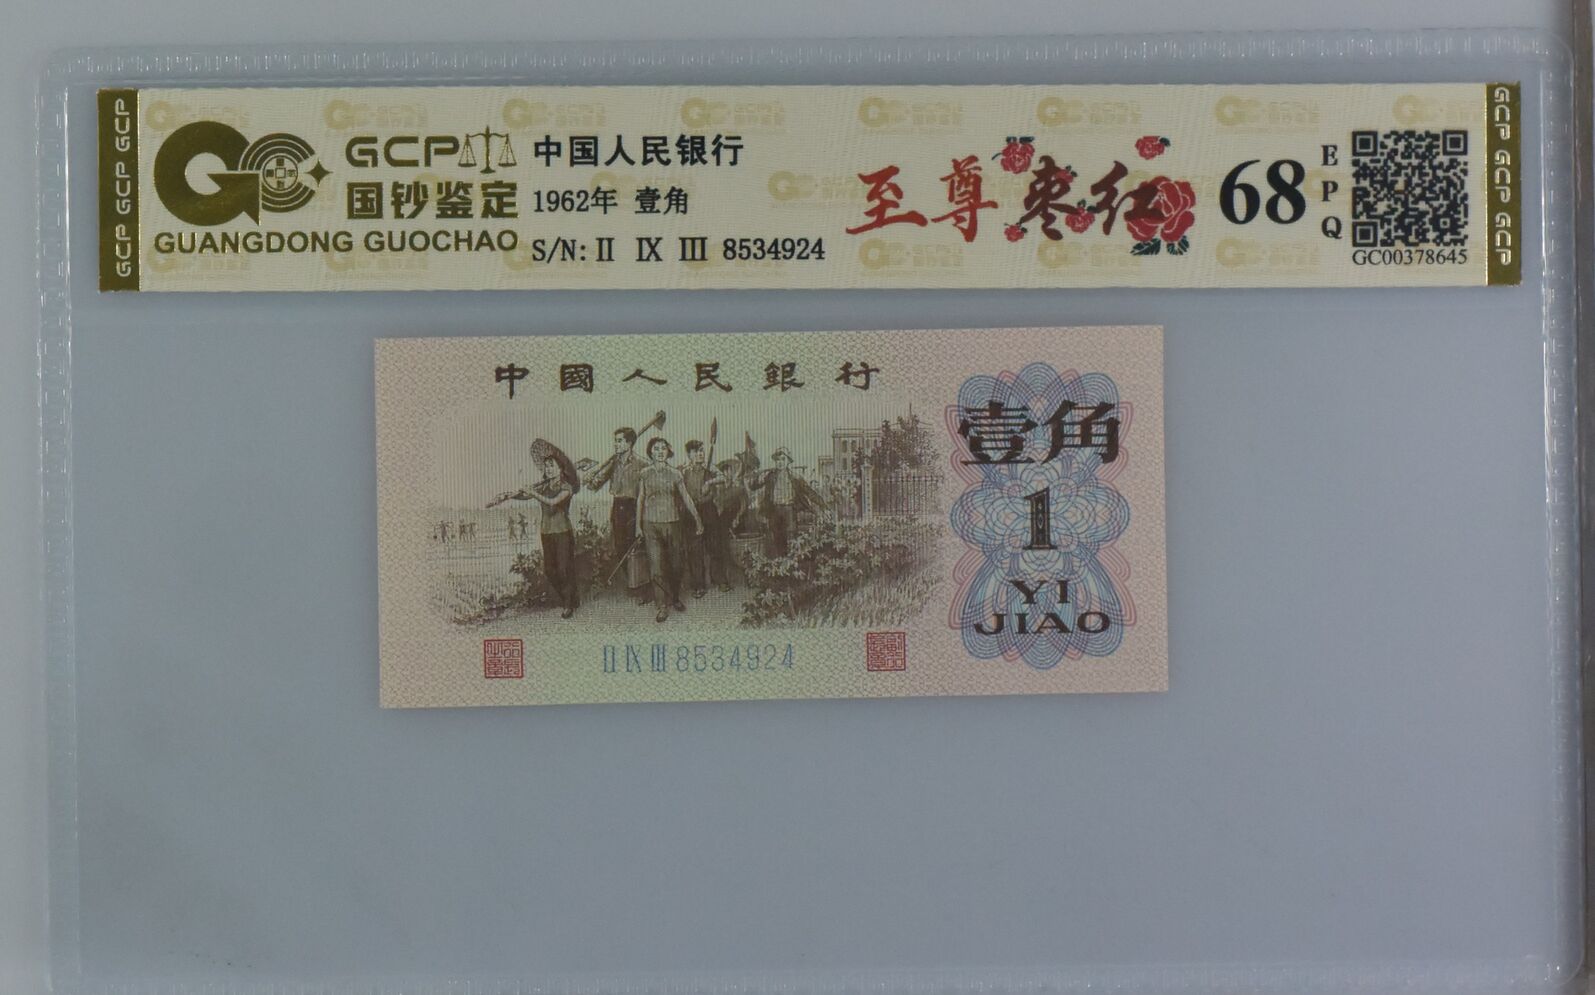 GCP GCP GCP
GCP
国钞鉴定
GUANGDONG GUOCHAO
中国人民银行
1962年 壹角
S/N: II IX III 8534924
至尊枣红
68
EPQ
GC00378645
GCP GCP GCP
中國人民銀行
壹角
1
YI
JIAO
II IX III 8534924